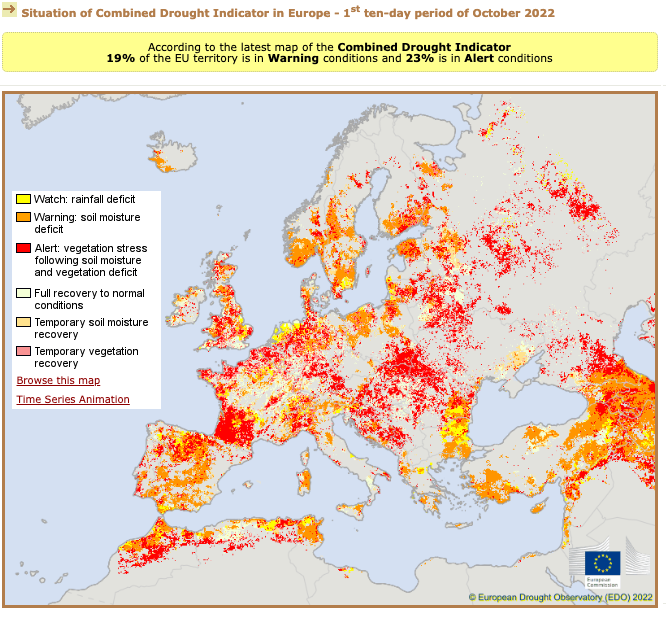 Situation of Combined Drought Indicator in Europe - 1st ten-day period of October 2022
According to the latest map of the Combined Drought Indicator
19% of the EU territory is in Warning conditions and 23% is in Alert conditions
Watch: rainfall deficit
Warning: soil moisture
deficit
Alert: vegetation stress
following soil moisture
and vegetation deficit
Full recovery to normal
conditions
Temporary soil moisture
recovery
Temporary vegetation
recovery
Browse this map
Time Series Animation
European
Commission
© European Drought Observatory (EDO) 2022